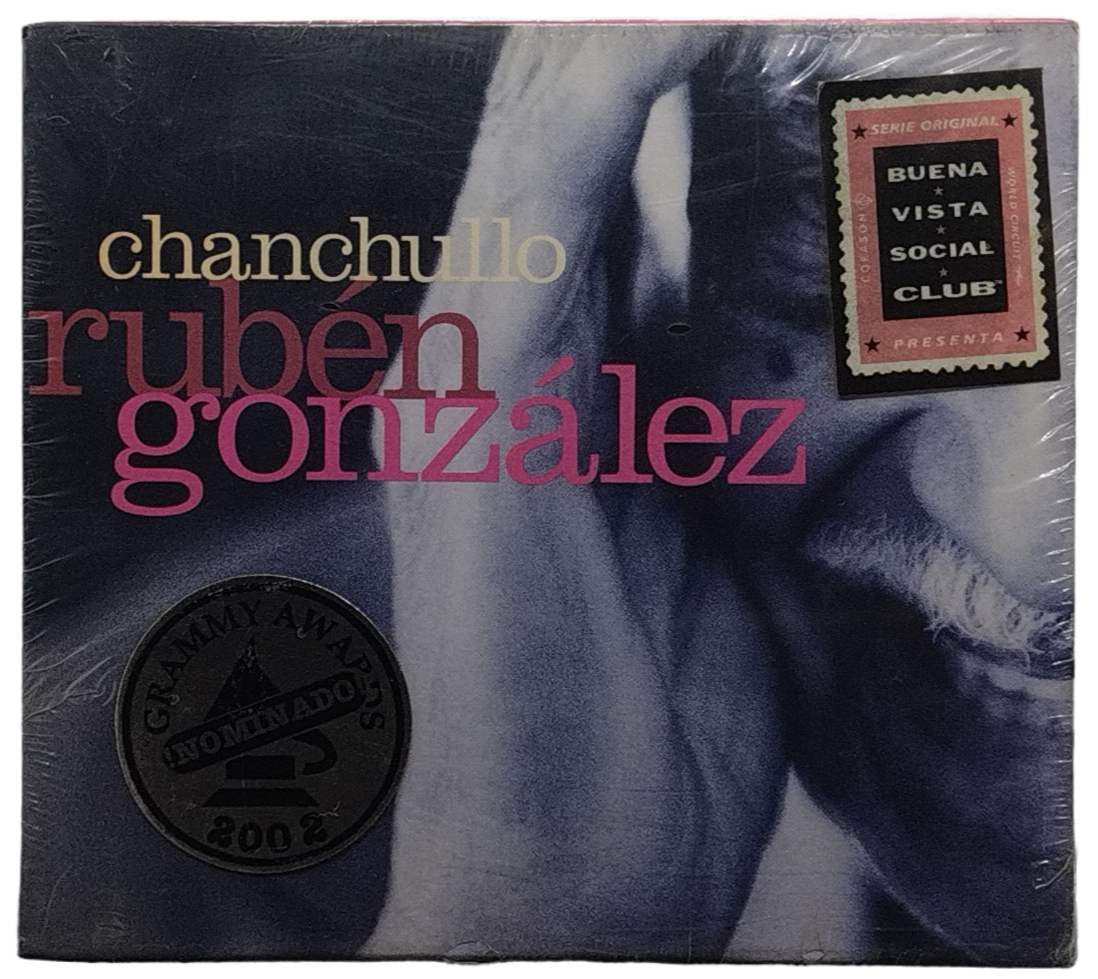 chanchullo
rubén
gonzález
SERIE ORIGINAL
BUENA
VISTA
SOCIAL
CLUB
CORASON
WORLD CIRCUIT
PRESENTA
GRAMMY AWARDS
¡NOMINADO!
2002